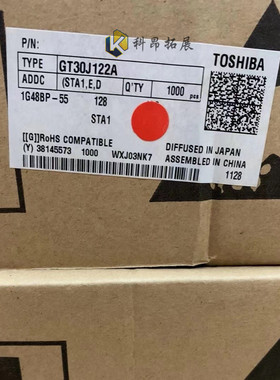 科昂拓展
P/N:
TOSHIBA
TYPE GT30J122A
ADDC (STA1,E,D Q'TY 1000 pcs
1G48BP-55 128
STA1
[[G]]RoHS COMPATIBLE
(Y) 38145573 1000 WXJ03NK7
DIFFUSED IN JAPAN
ASSEMBLED IN CHINA
1128